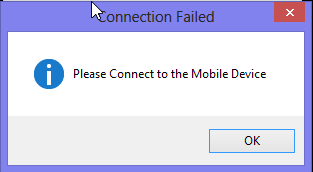 Connection Failed
Please Connect to the Mobile Device
OK